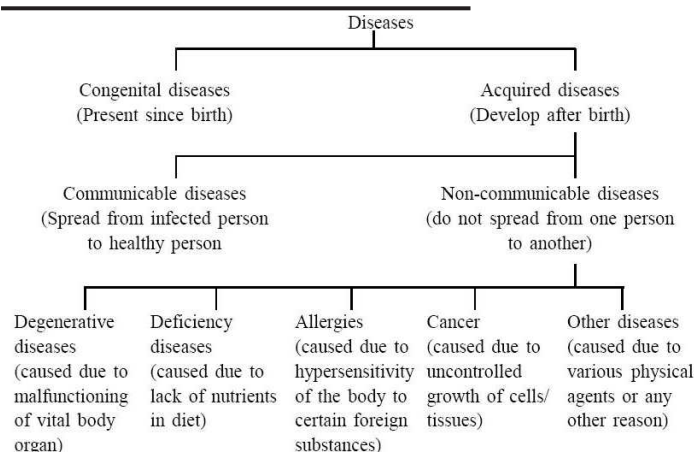 Diseases
Congenital diseases
(Present since birth)
Acquired diseases
(Develop after birth)
Communicable diseases
(Spread from infected person
to healthy person
Non-communicable diseases
(do not spread from one person
to another)
Degenerative
diseases
(caused due to
malfunctioning
of vital body
organ)
Deficiency
diseases
(caused due to
lack of nutrients
in diet)
Allergies
(caused due to
hypersensitivity
of the body to
certain foreign
substances)
Cancer
(caused due to
uncontrolled
growth of cells/
tissues)
Other diseases
(caused due to
various physical
agents or any
other reason)